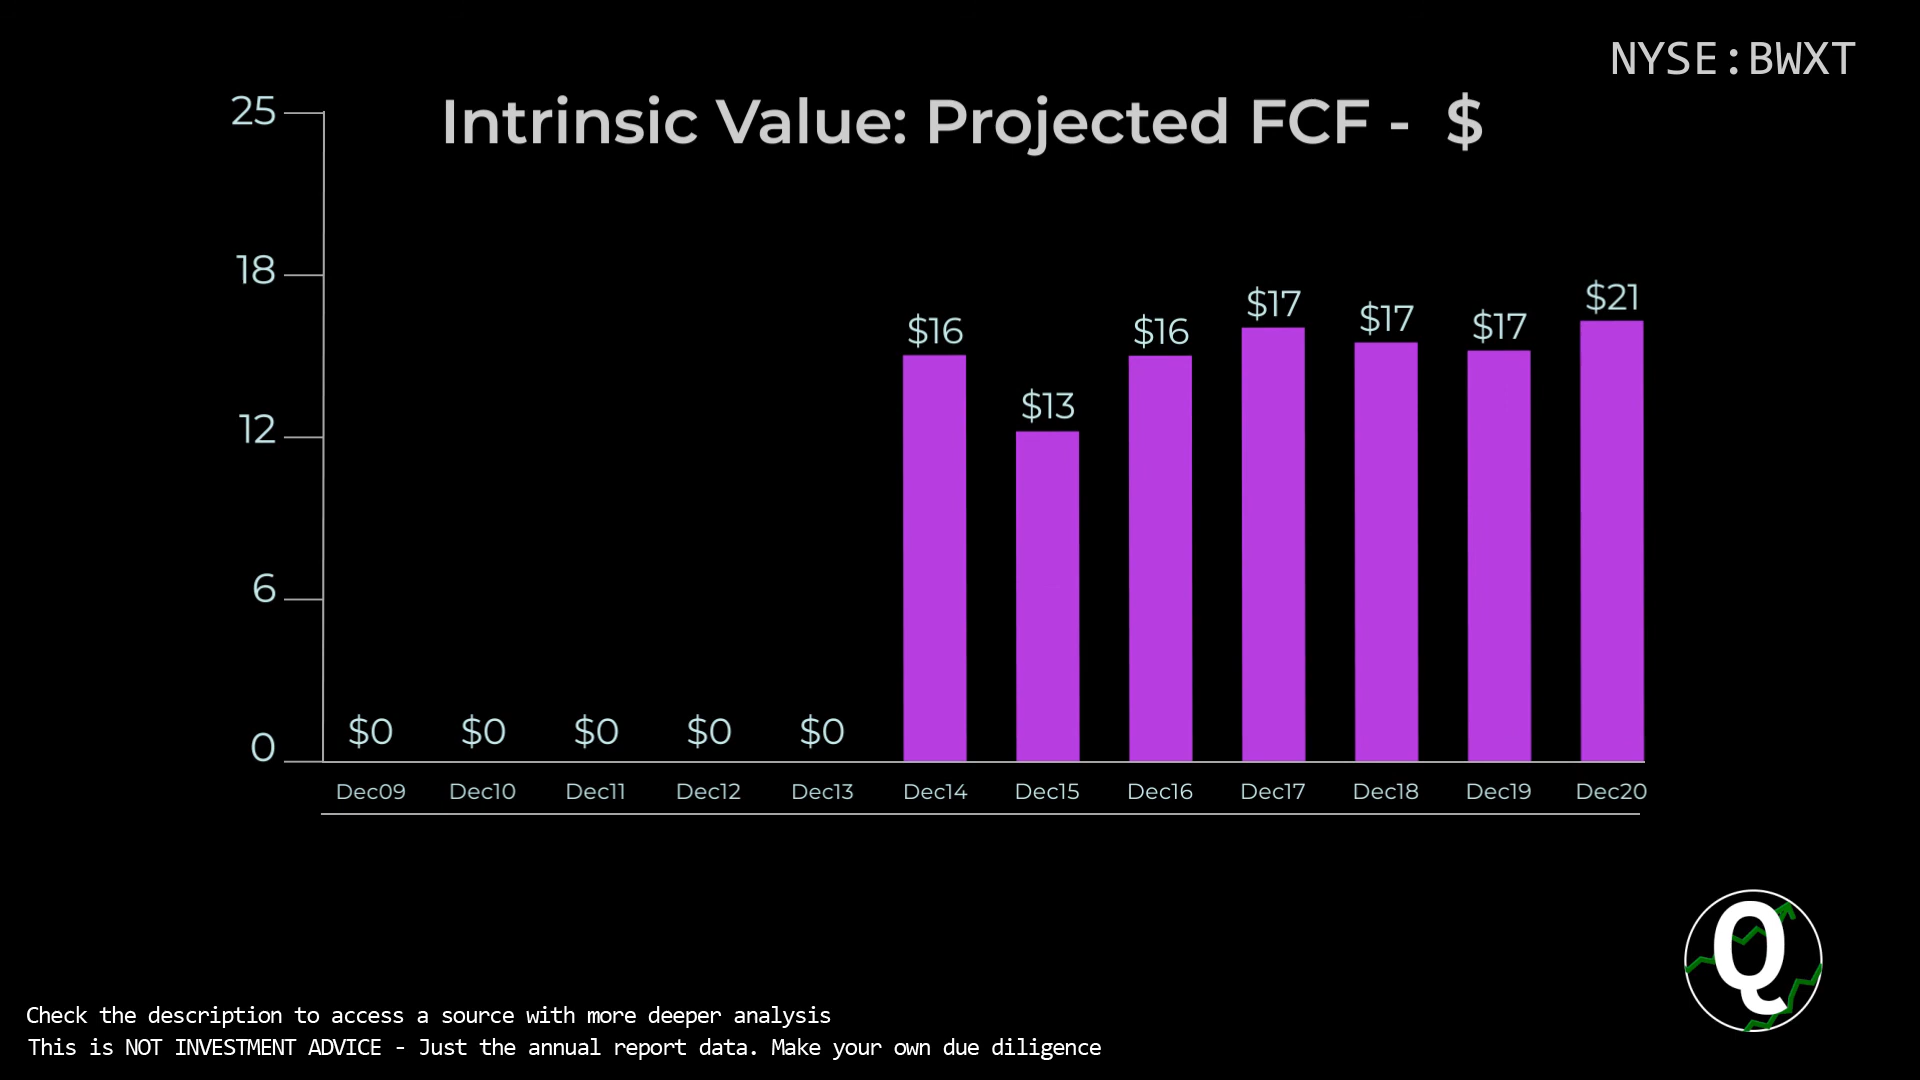 NYSE:BWXT
Intrinsic Value: Projected FCF - $
25
18
12
6
0
$0 $0 $0 $0 $0 $16 $13 $16 $17 $17 $17 $21
Dec09 Dec10 Dec11 Dec12 Dec13 Dec14 Dec15 Dec16 Dec17 Dec18 Dec19 Dec20
Q
Check the description to access a source with more deeper analysis
This is NOT INVESTMENT ADVICE - Just the annual report data. Make your own due diligence